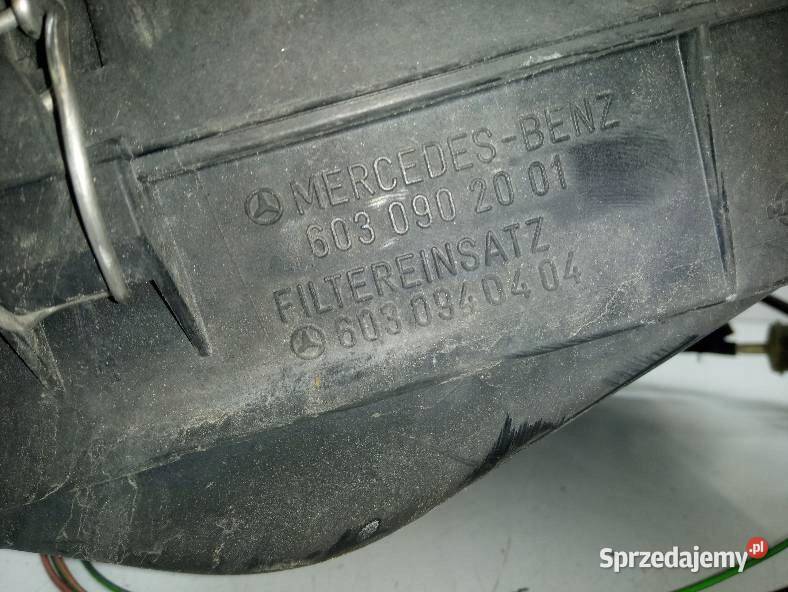 MERCEDES-BENZ
603 090 20 01
FILTEREINSATZ
603 094 04 04
Sprzedajemy.pl